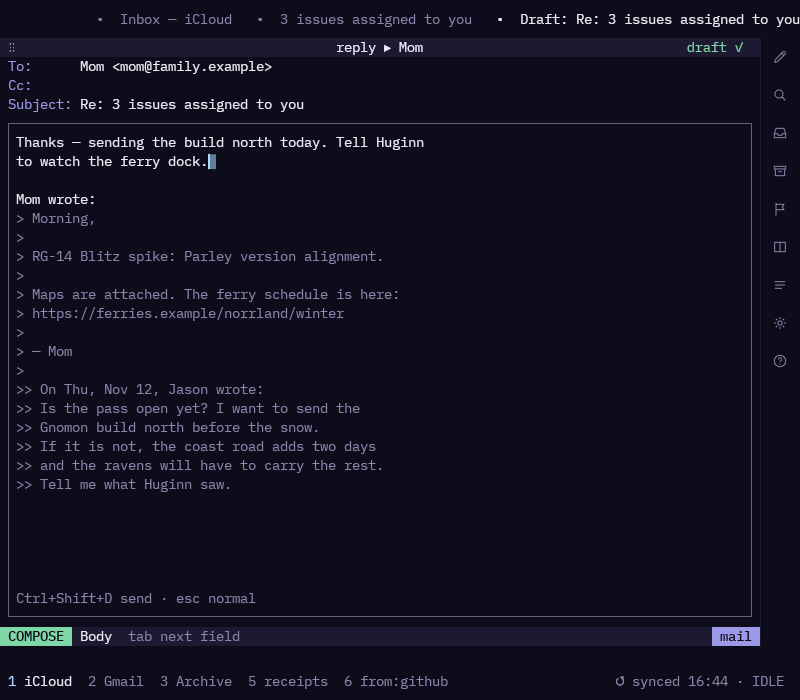 • Inbox — iCloud • 3 issues assigned to you • Draft: Re: 3 issues assigned to you
reply ▸ Mom draft √
To: Mom <mom@family.example>
Cc:
Subject: Re: 3 issues assigned to you
Thanks — sending the build north today. Tell Huginn
to watch the ferry dock.
Mom wrote:
> Morning,
>
> RG-14 Blitz spike: Parley version alignment.
>
> Maps are attached. The ferry schedule is here:
> https://ferries.example/norrland/winter
>
> — Mom
>
>> On Thu, Nov 12, Jason wrote:
>> Is the pass open yet? I want to send the
>> Gnomon build north before the snow.
>> If it is not, the coast road adds two days
>> and the ravens will have to carry the rest.
>> Tell me what Huginn saw.
Ctrl+Shift+D send · esc normal
COMPOSE Body tab next field mail
1 iCloud 2 Gmail 3 Archive 5 receipts 6 from:github synced 16:44 · IDLE